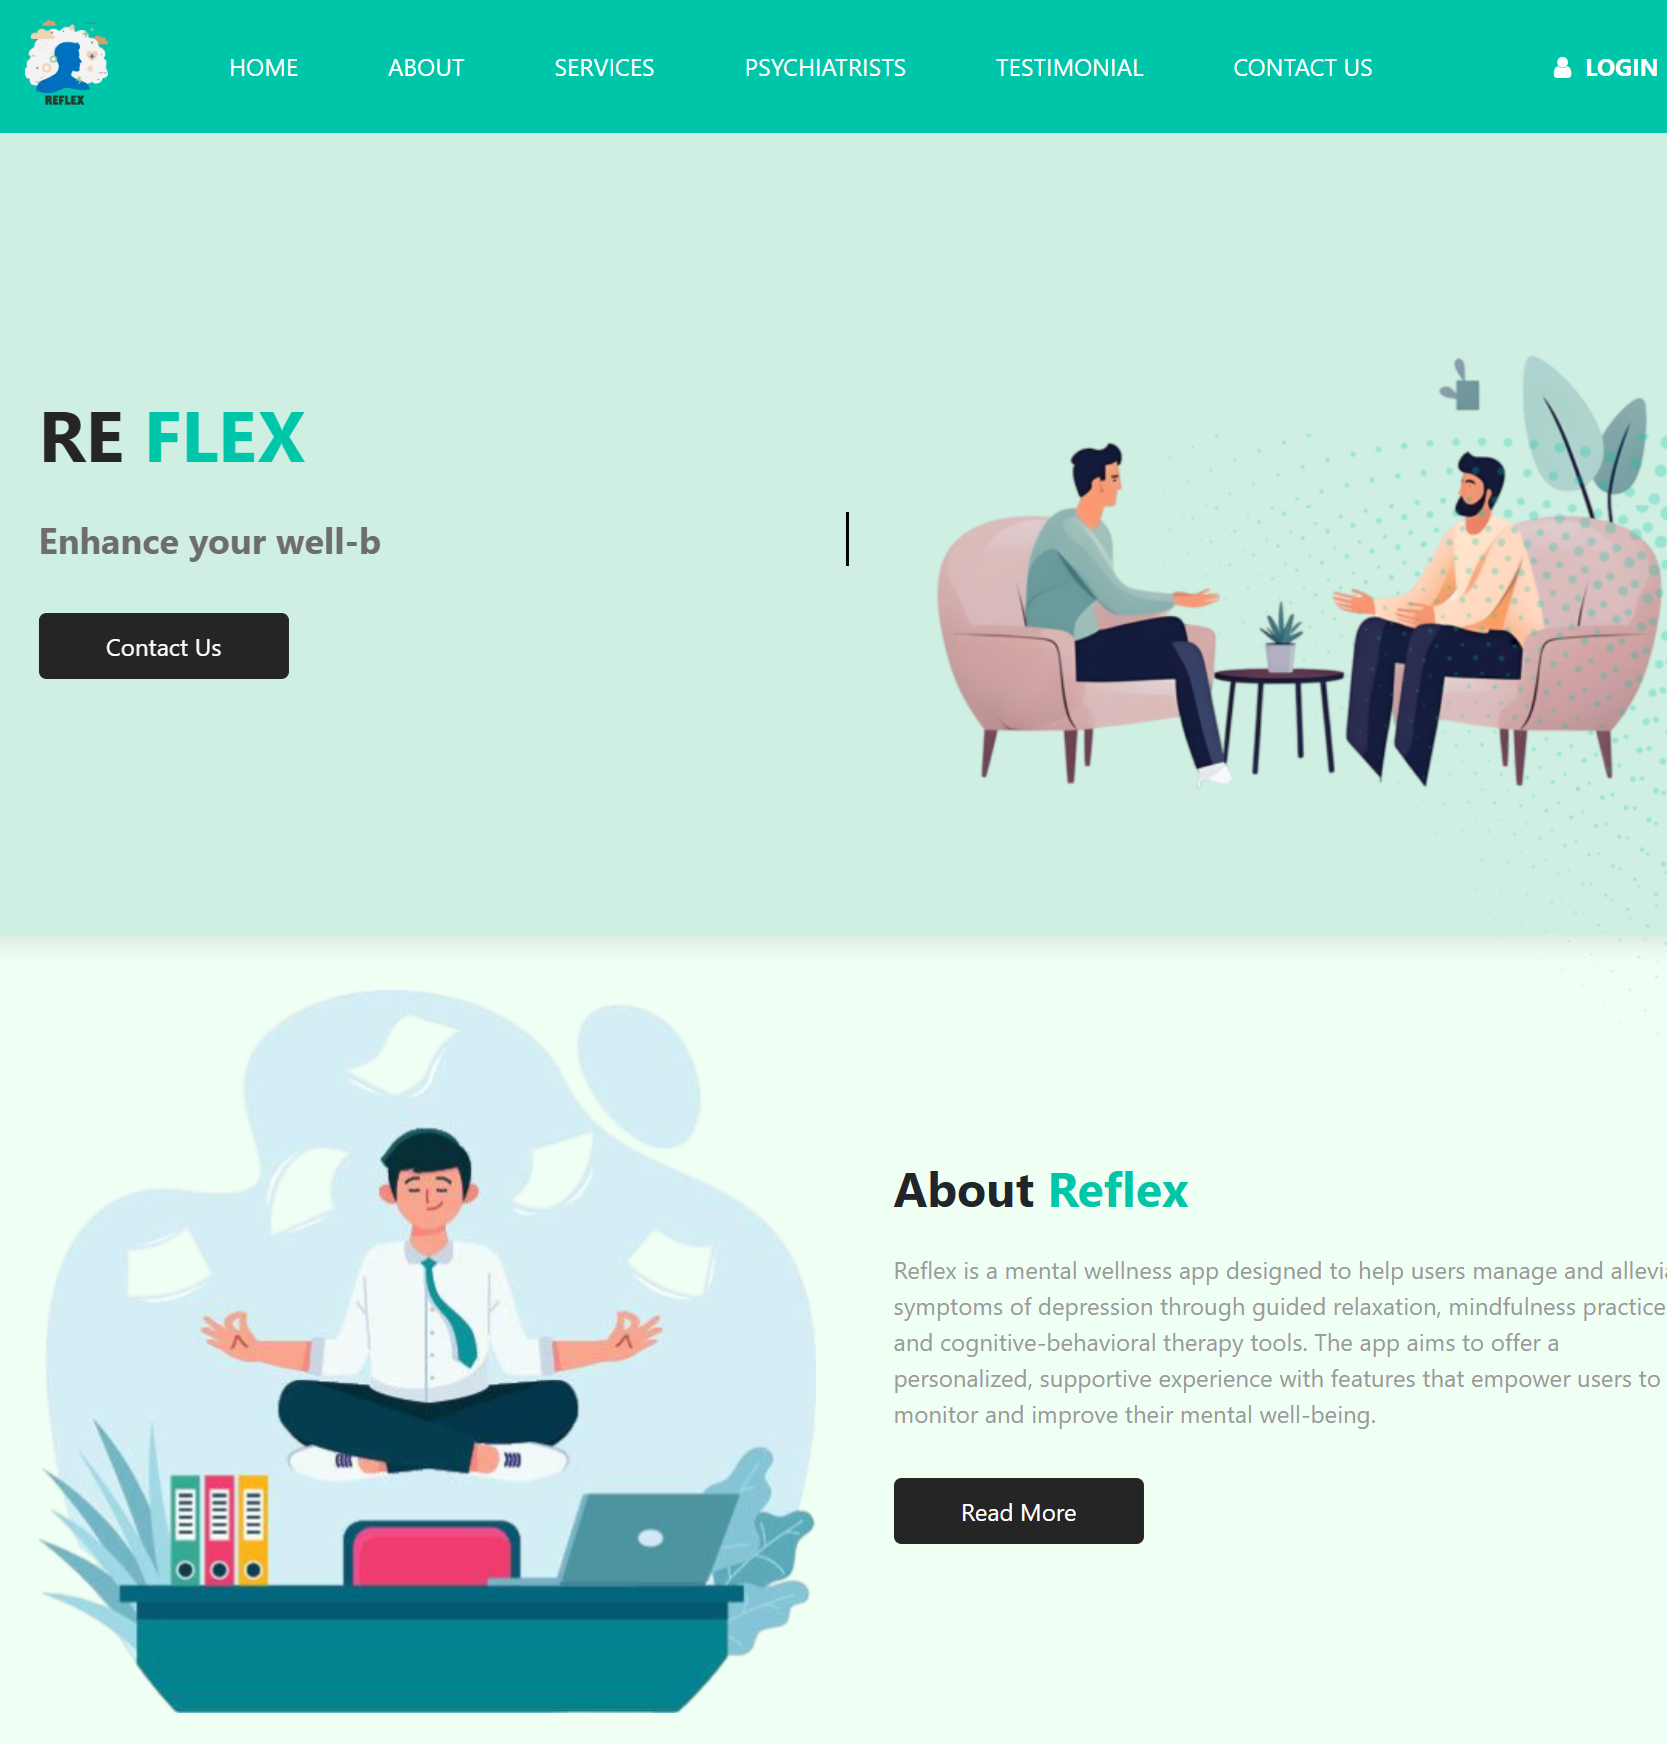 REFLEX
HOME ABOUT SERVICES PSYCHIATRISTS TESTIMONIAL CONTACT US LOGIN
RE FLEX
Enhance your well-b
Contact Us
About Reflex
Reflex is a mental wellness app designed to help users manage and allevi
symptoms of depression through guided relaxation, mindfulness practice
and cognitive-behavioral therapy tools. The app aims to offer a
personalized, supportive experience with features that empower users to
monitor and improve their mental well-being.
Read More